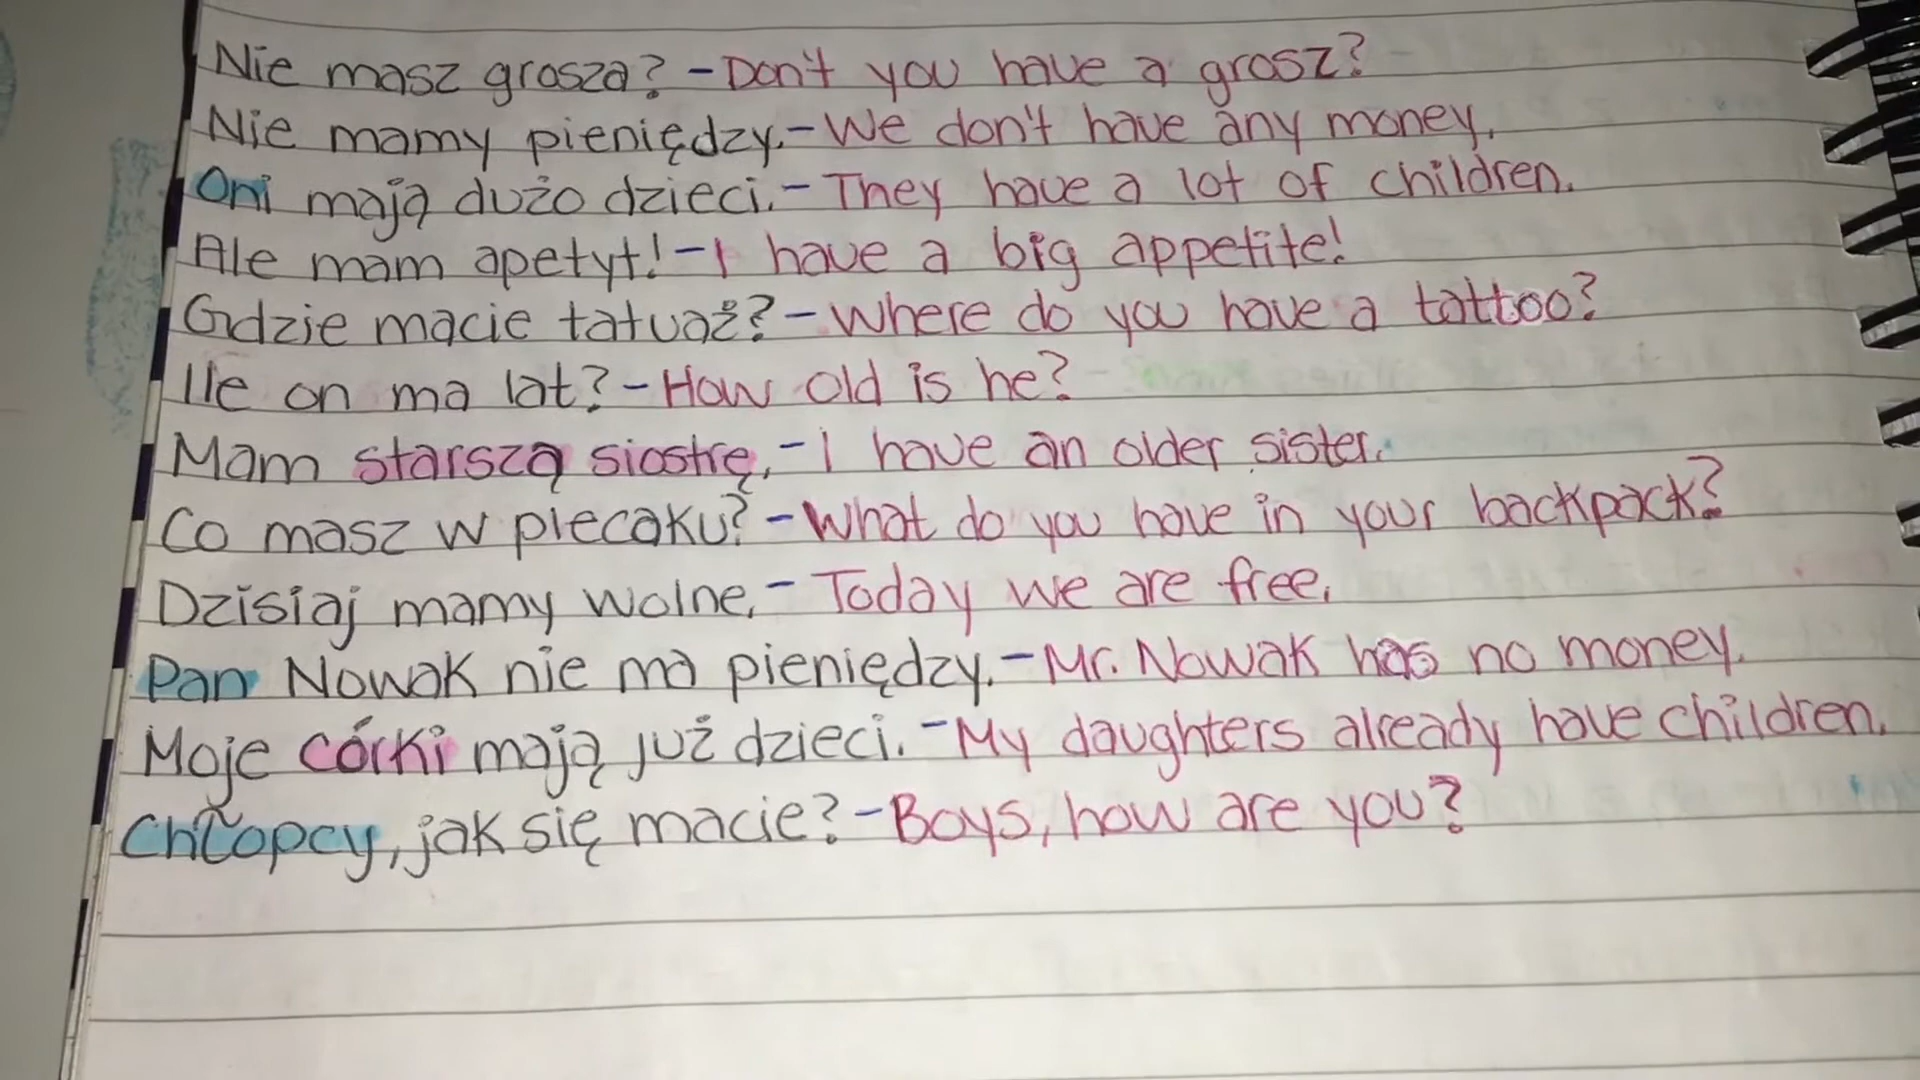 Nie masz grosza? - Don't you have a grosz?
Nie mamy pieniędzy. - We don't have any money.
Oni mają dużo dzieci. - They have a lot of children.
Ale mam apetyt! - I have a big appetite!
Gdzie macie tatuaż? - Where do you have a tattoo?
Ile on ma lat? - How old is he?
Mam starszą siostrę. - I have an older sister.
Co masz w plecaku? - What do you have in your backpack?
Dzisiaj mamy wolne. - Today we are free.
Pan Nowak nie ma pieniędzy. - Mr. Nowak has no money.
Moje córki mają już dzieci. - My daughters already have children.
Chłopcy, jak się macie? - Boys, how are you?